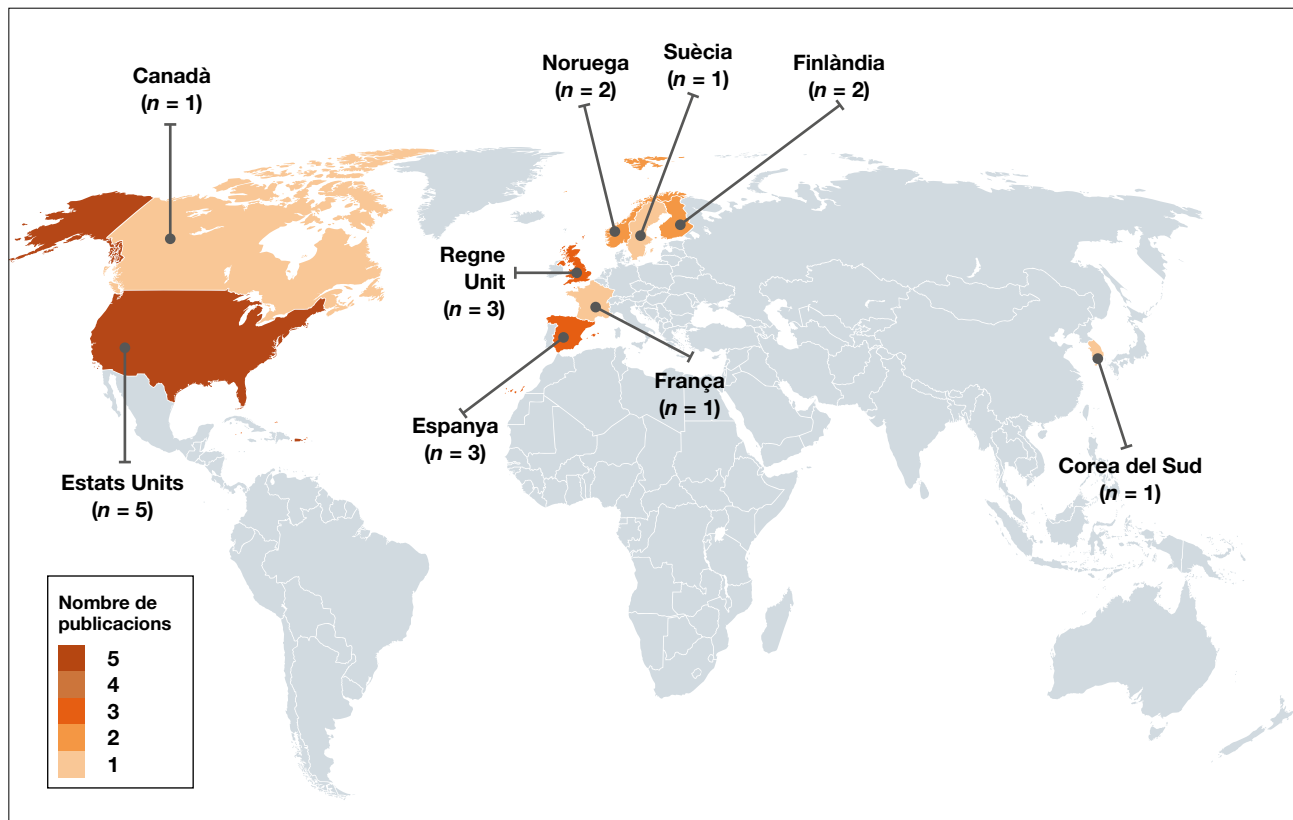 Canadà
(n = 1)
Noruega
(n = 2)
Suècia
(n = 1)
Finlàndia
(n = 2)
Regne
Unit
(n = 3)
França
(n = 1)
Espanya
(n = 3)
Estats Units
(n = 5)
Corea del Sud
(n = 1)
Nombre de
publicacions
5
4
3
2
1